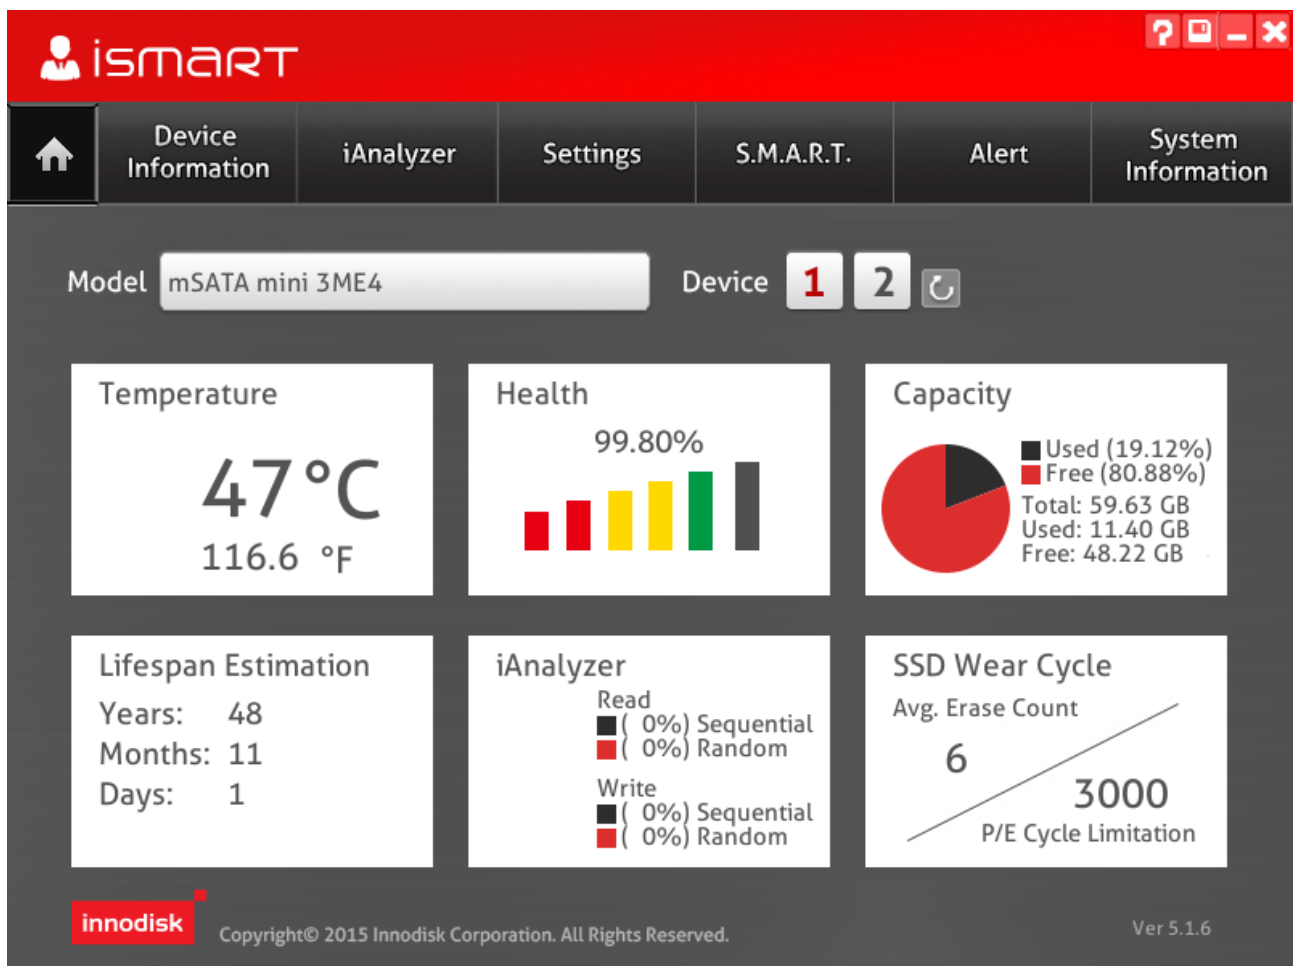 ismart
Device
Information
iAnalyzer
Settings
S.M.A.R.T.
Alert
System
Information
Model
mSATA mini 3ME4
Device
1
2
Temperature
47°C
116.6 °F
Health
99.80%
Capacity
Used (19.12%)
Free (80.88%)
Total: 59.63 GB
Used: 11.40 GB
Free: 48.22 GB
Lifespan Estimation
Years: 48
Months: 11
Days: 1
iAnalyzer
Read
( 0%) Sequential
( 0%) Random
Write
( 0%) Sequential
( 0%) Random
SSD Wear Cycle
Avg. Erase Count
6
3000
P/E Cycle Limitation
innodisk
Copyright© 2015 Innodisk Corporation. All Rights Reserved.
Ver 5.1.6